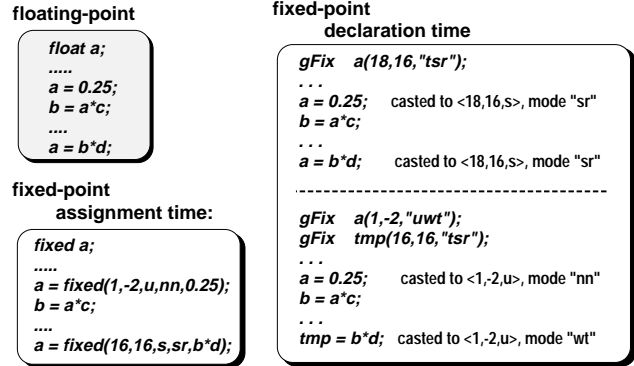 floating-point
float a;
.....
a = 0.25;
b = a*c;
....
a = b*d;
fixed-point
assignment time:
fixed a;
.....
a = fixed(1,-2,u,nn,0.25);
b = a*c;
....
a = fixed(16,16,s,sr,b*d);
fixed-point
declaration time
gFix a(18,16,"tsr");
. . .
a = 0.25; casted to <18,16,s>, mode "sr"
b = a*c;
. . .
a = b*d; casted to <18,16,s>, mode "sr"
gFix a(1,-2,"uwt");
gFix tmp(16,16,"tsr");
. . .
a = 0.25; casted to <1,-2,u>, mode "nn"
b = a*c;
. . .
tmp = b*d; casted to <1,-2,u>, mode "wt"